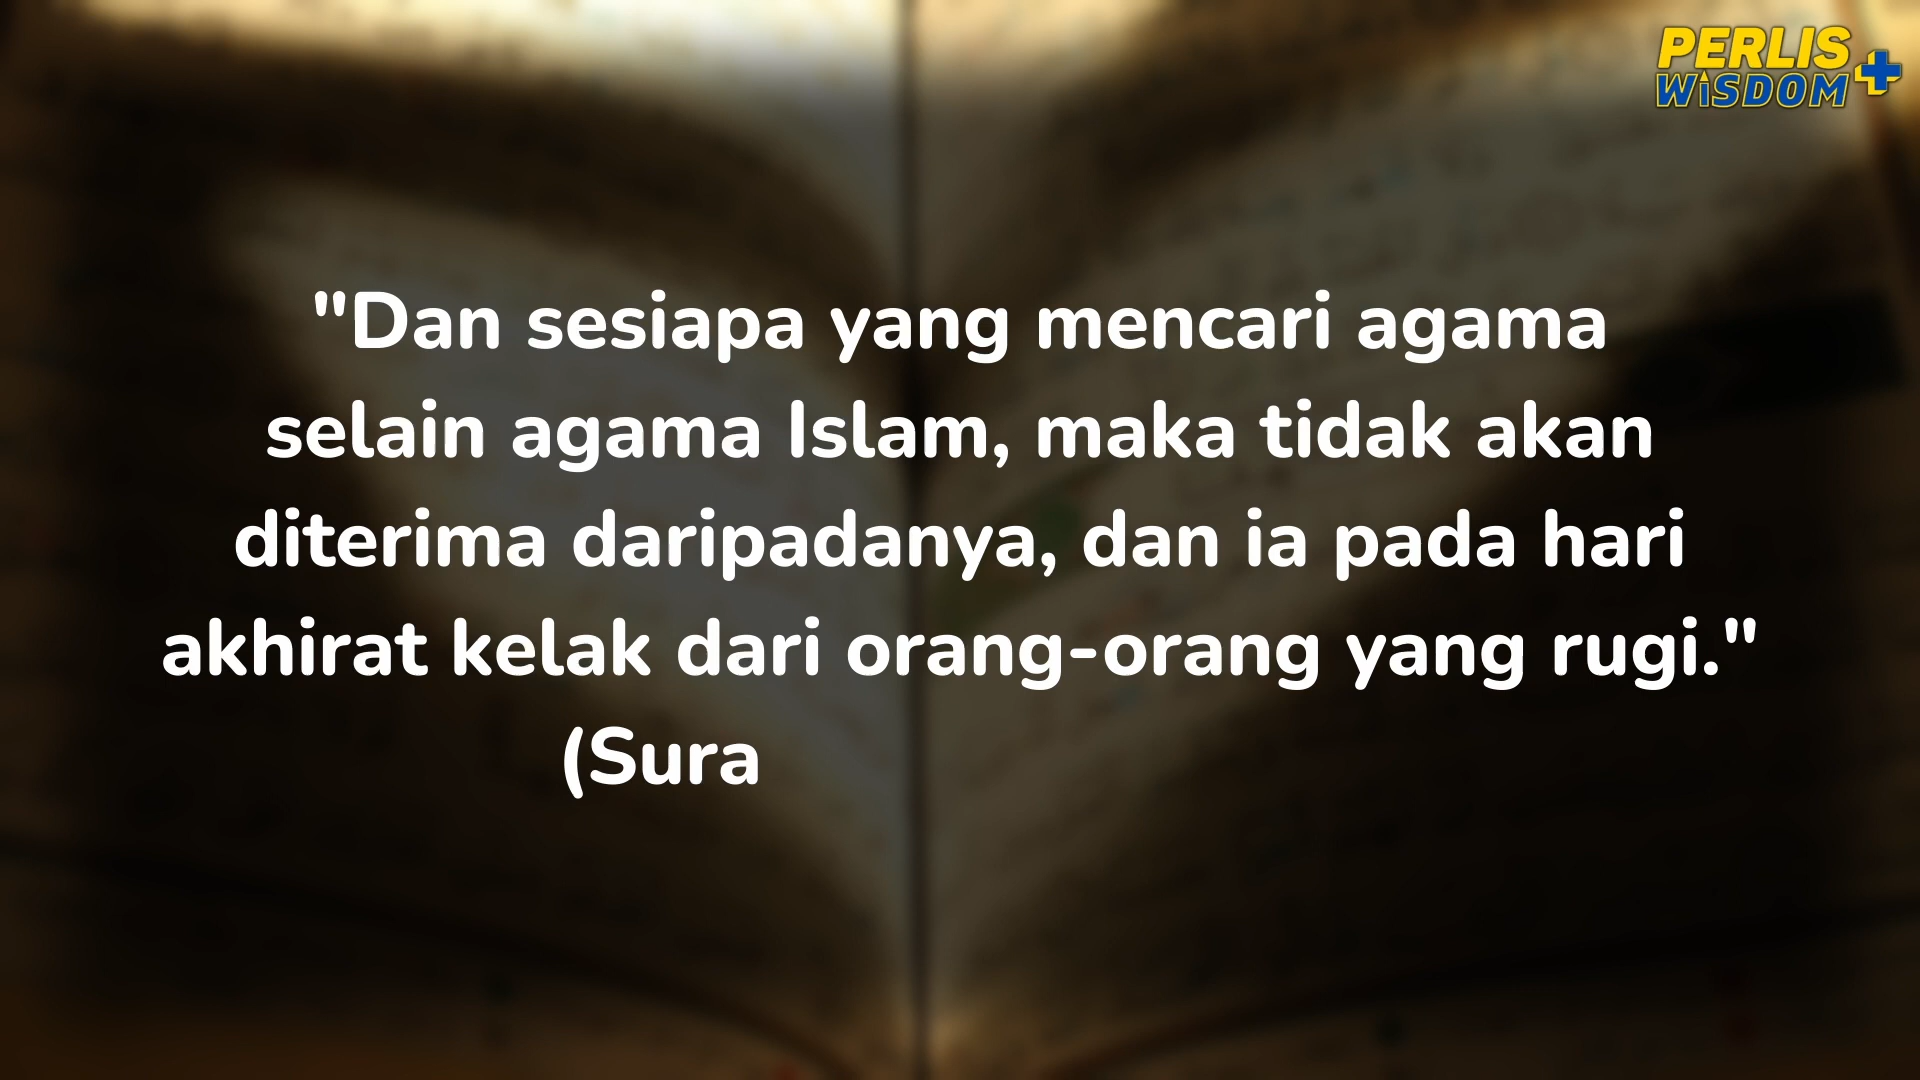 PERLIS
WiSDOM
"Dan sesiapa yang mencari agama
selain agama Islam, maka tidak akan
diterima daripadanya, dan ia pada hari
akhirat kelak dari orang-orang yang rugi."
(Sura